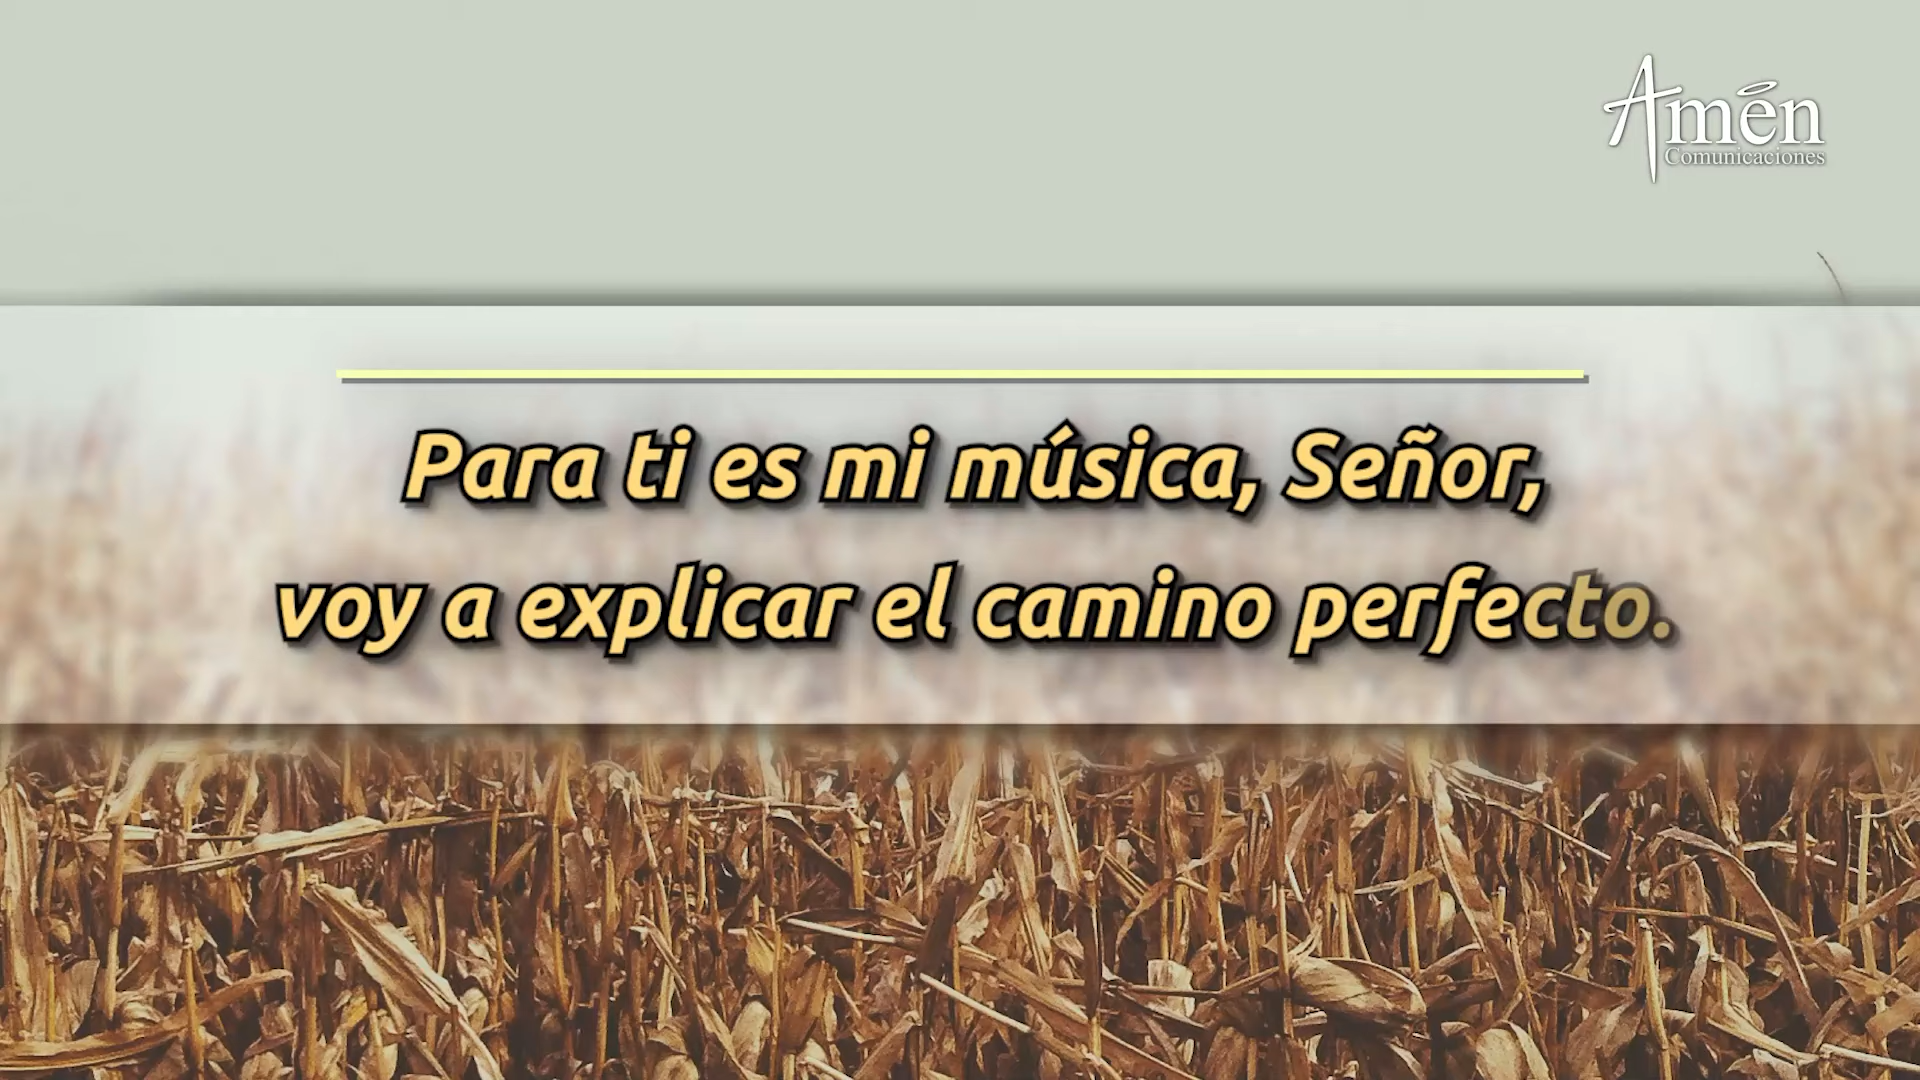 Amén
Comunicaciones
Para ti es mi música, Señor,
voy a explicar el camino perfecto.